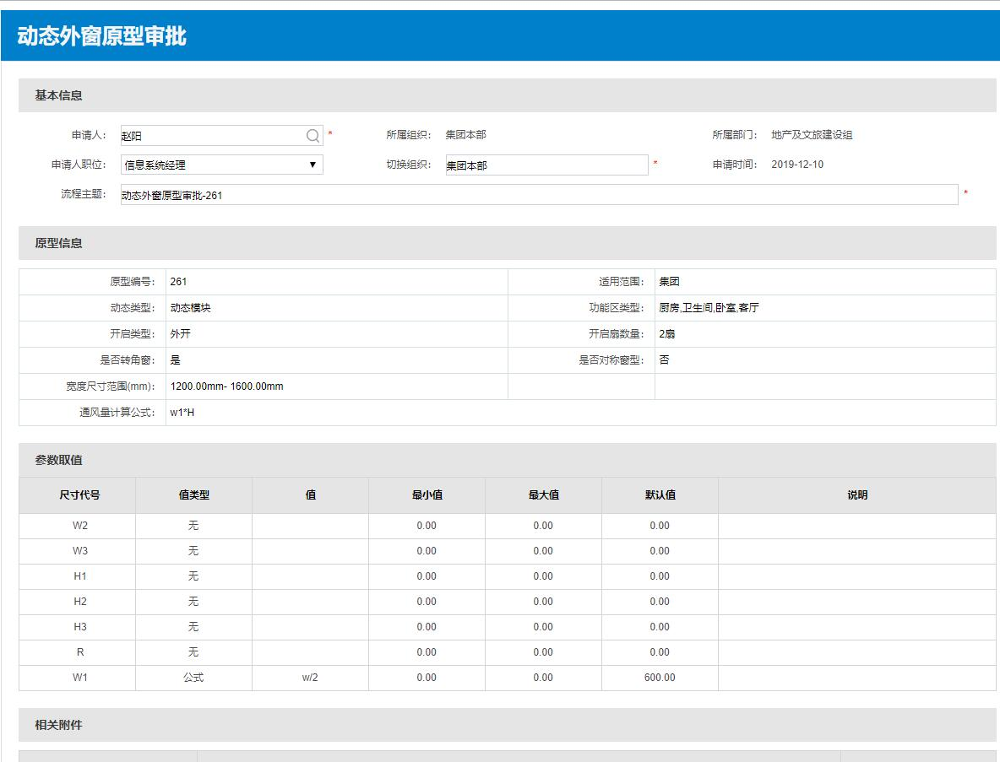 动态外窗原型审批
基本信息
申请人： 赵阳 * 所属组织： 集团本部 所属部门： 地产及文旅建设组
申请人职位： 信息系统经理 ▼ 切换组织： 集团本部 * 申请时间： 2019-12-10
流程主题： 动态外窗原型审批-261 *
原型信息
原型编号： 261 适用范围： 集团
动态类型： 动态模块 功能区类型： 厨房,卫生间,卧室,客厅
开启类型： 外开 开启扇数量： 2扇
是否转角窗： 是 是否对称窗型： 否
宽度尺寸范围(mm)： 1200.00mm- 1600.00mm
通风量计算公式： w1*H
参数取值
尺寸代号 值类型 值 最小值 最大值 默认值 说明
W2 无 0.00 0.00 0.00
W3 无 0.00 0.00 0.00
H1 无 0.00 0.00 0.00
H2 无 0.00 0.00 0.00
H3 无 0.00 0.00 0.00
R 无 0.00 0.00 0.00
W1 公式 w/2 0.00 0.00 600.00
相关附件